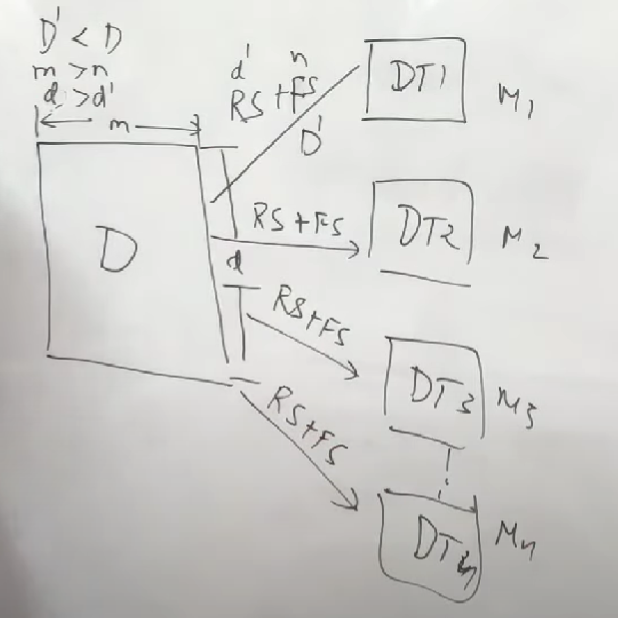 D' < D
m > n
d > d'
m
d' n
RS + FS
D'
DT1
M1
D
RS + FS
DT2
M2
d
RS + FS
DT3
M3
RS + FS
DTn
Mn